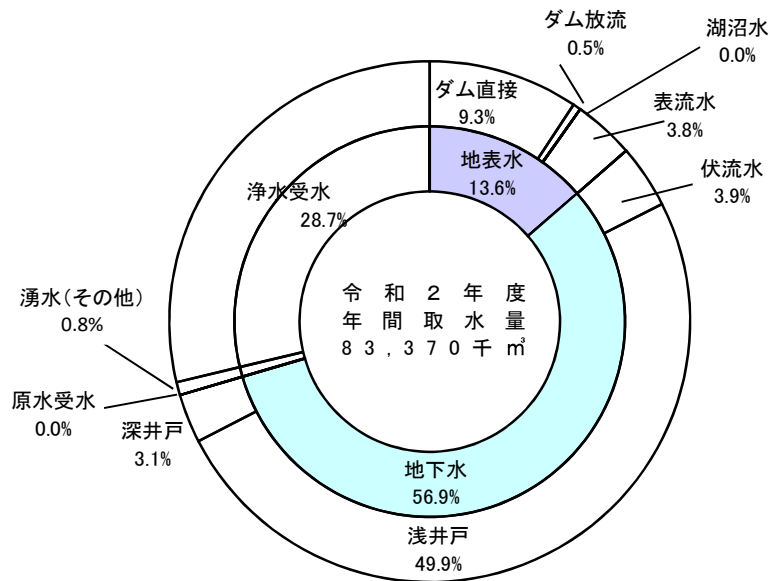 ダム放流
0.5%
湖沼水
0.0%
ダム直接
9.3%
表流水
3.8%
地表水
13.6%
伏流水
3.9%
浄水受水
28.7%
令和2年度
年間取水量
83,370千㎥
湧水(その他)
0.8%
原水受水
0.0%
深井戸
3.1%
地下水
56.9%
浅井戸
49.9%